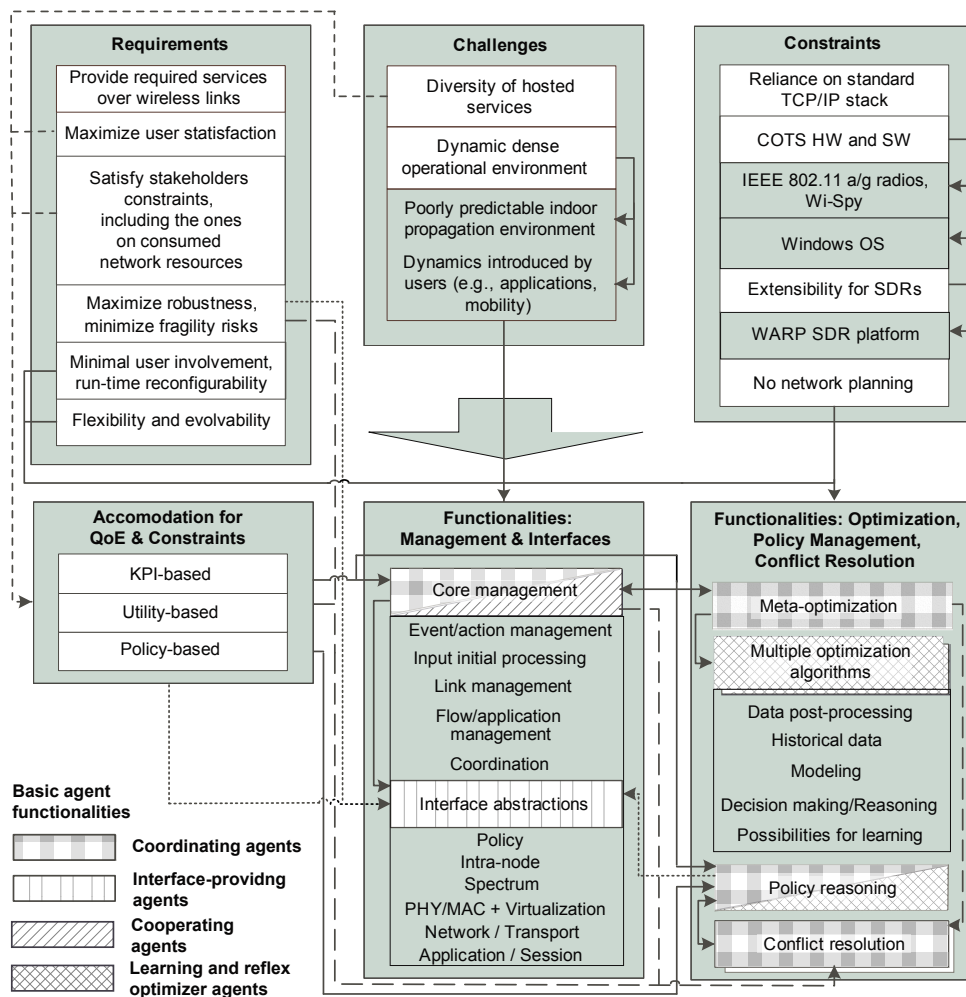 Requirements
Provide required services
over wireless links
Maximize user statisfaction
Satisfy stakeholders
constraints,
including the ones
on consumed
network resources
Maximize robustness,
minimize fragility risks
Minimal user involvement,
run-time reconfigurability
Flexibility and evolvability
Challenges
Diversity of hosted
services
Dynamic dense
operational environment
Poorly predictable indoor
propagation environment
Dynamics introduced by
users (e.g., applications,
mobility)
Constraints
Reliance on standard
TCP/IP stack
COTS HW and SW
IEEE 802.11 a/g radios,
Wi-Spy
Windows OS
Extensibility for SDRs
WARP SDR platform
No network planning
Accomodation for
QoE & Constraints
KPI-based
Utility-based
Policy-based
Functionalities:
Management & Interfaces
Core management
Event/action management
Input initial processing
Link management
Flow/application
management
Coordination
Interface abstractions
Policy
Intra-node
Spectrum
PHY/MAC + Virtualization
Network / Transport
Application / Session
Functionalities: Optimization,
Policy Management,
Conflict Resolution
Meta-optimization
Multiple optimization
algorithms
Data post-processing
Historical data
Modeling
Decision making/Reasoning
Possibilities for learning
Policy reasoning
Conflict resolution
Basic agent
functionalities
Coordinating agents
Interface-providng
agents
Cooperating
agents
Learning and reflex
optimizer agents